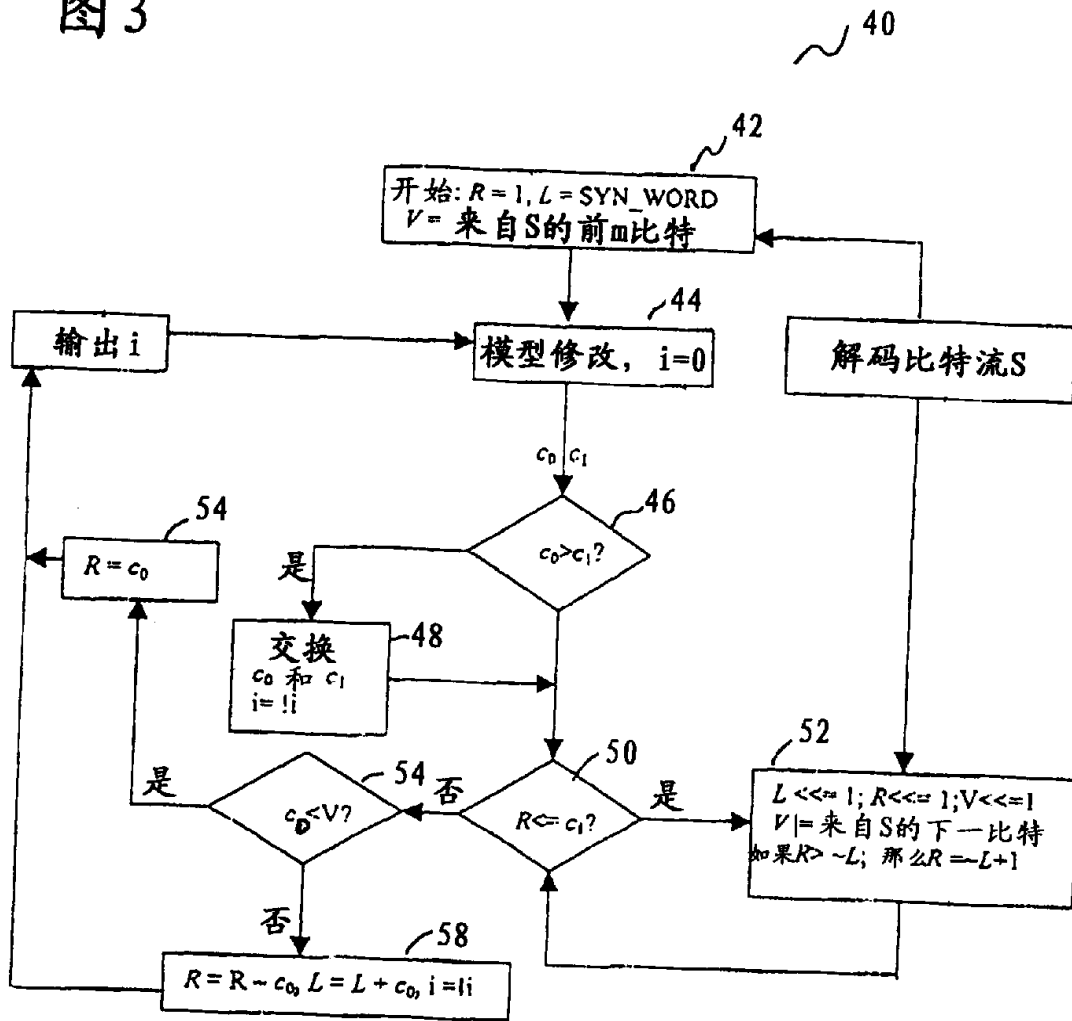 图3
40
42
开始: R = 1, L = SYN_WORD
V = 来自S的前m比特
44
输出i
模型修改, i=0
解码比特流S
c₀ c₁
46
c₀>c₁?
54
R = c₀
是
48
交换
c₀ 和 c₁
i= !i
50
52
54
是
否
是
c₀<V?
R<= c₁?
L <<= 1; R<<= 1;V<<=1
V |= 来自S的下一比特
如果R> ~L; 那么R =~L+1
否
58
R = R - c₀, L = L + c₀, i =!i